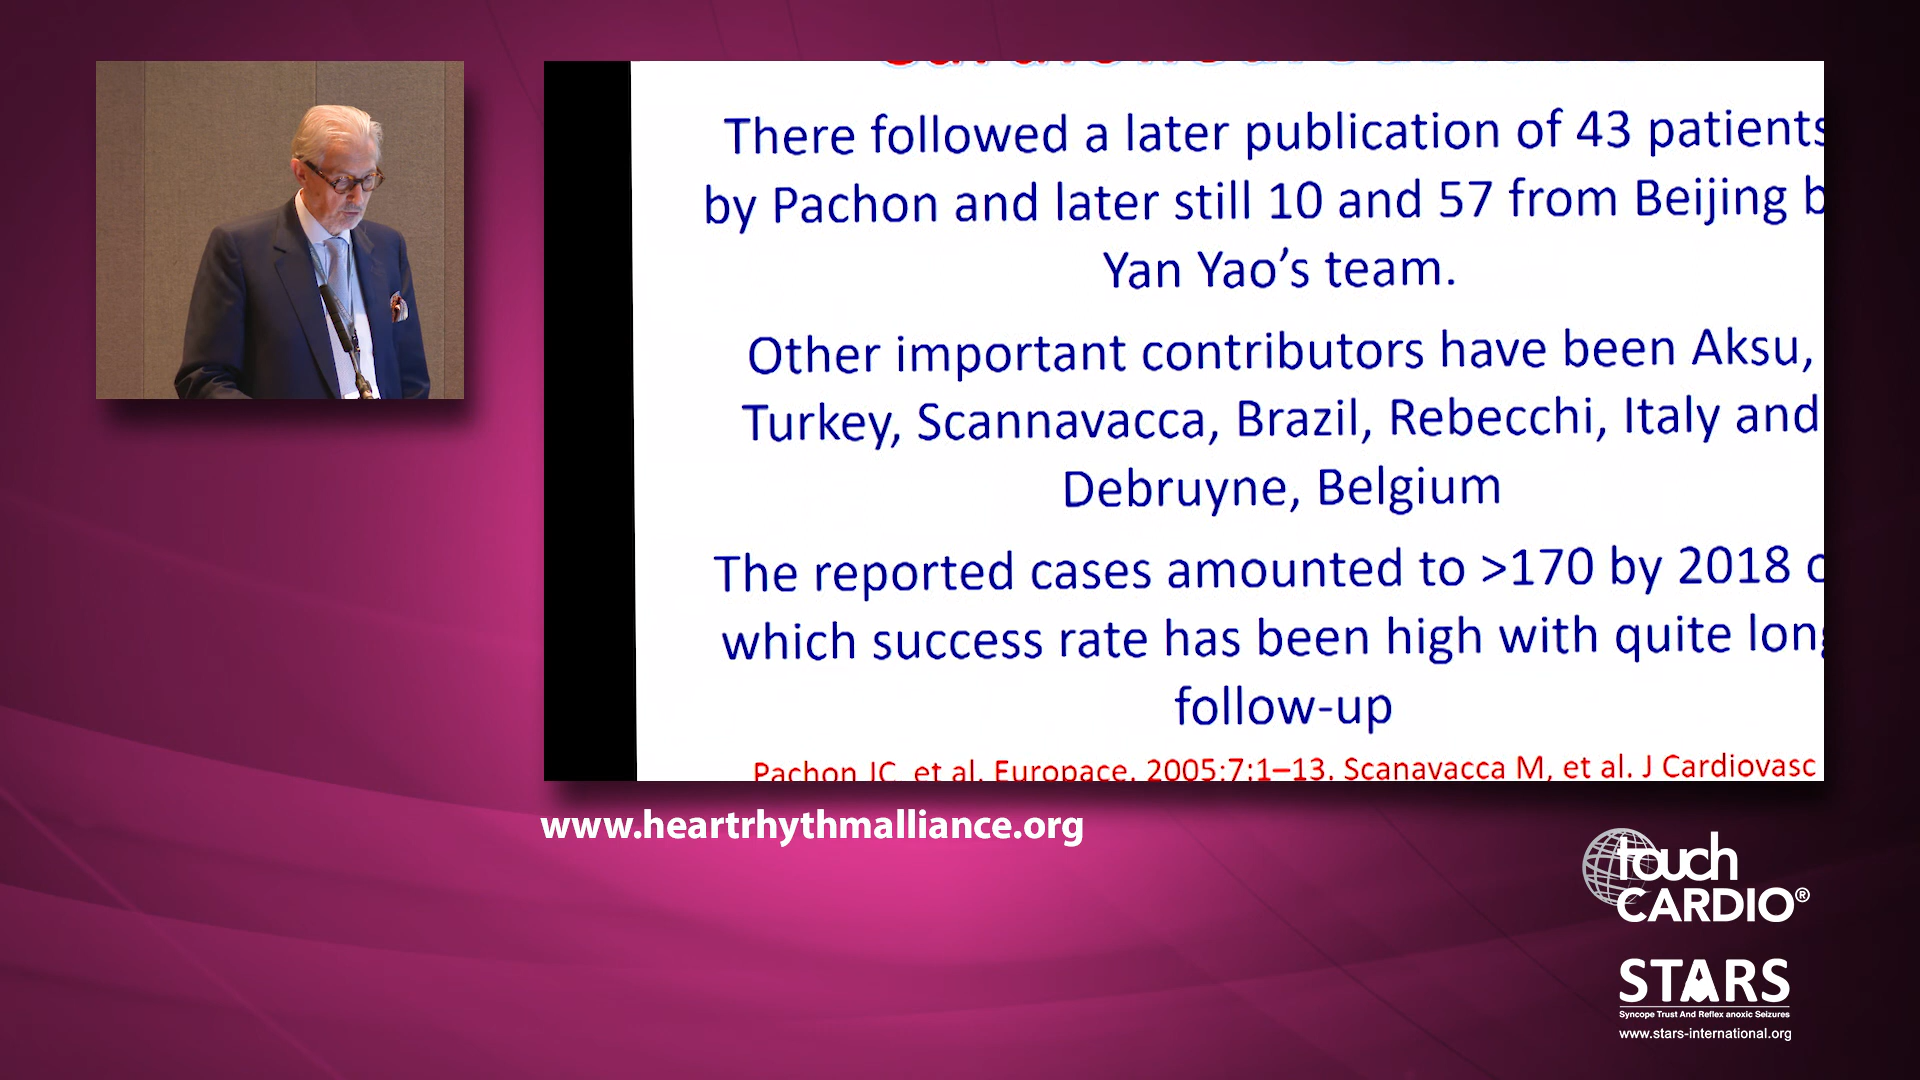 There followed a later publication of 43 patients
by Pachon and later still 10 and 57 from Beijing
Yan Yao's team.
Other important contributors have been Aksu,
Turkey, Scannavacca, Brazil, Rebecchi, Italy and
Debruyne, Belgium
The reported cases amounted to >170 by 2018
which success rate has been high with quite long
follow-up
Pachon JC, et al. Europace. 2005;7:1–13. Scanavacca M, et al. J Cardiovasc
www.heartrhythmalliance.org
touch
CARDIO®
STARS
Syncope Trust And Reflex anoxic Seizures
www.stars-international.org